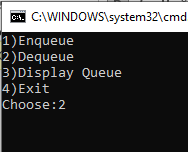 C:\WINDOWS\system32\cmd
1)Enqueue
2)Dequeue
3)Display Queue
4)Exit
Choose:2